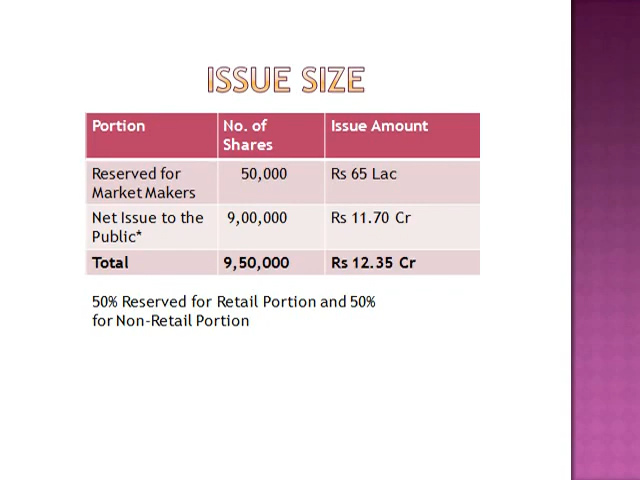 ISSUE SIZE
Portion No. of Shares Issue Amount
Reserved for Market Makers 50,000 Rs 65 Lac
Net Issue to the Public* 9,00,000 Rs 11.70 Cr
Total 9,50,000 Rs 12.35 Cr
50% Reserved for Retail Portion and 50%
for Non-Retail Portion